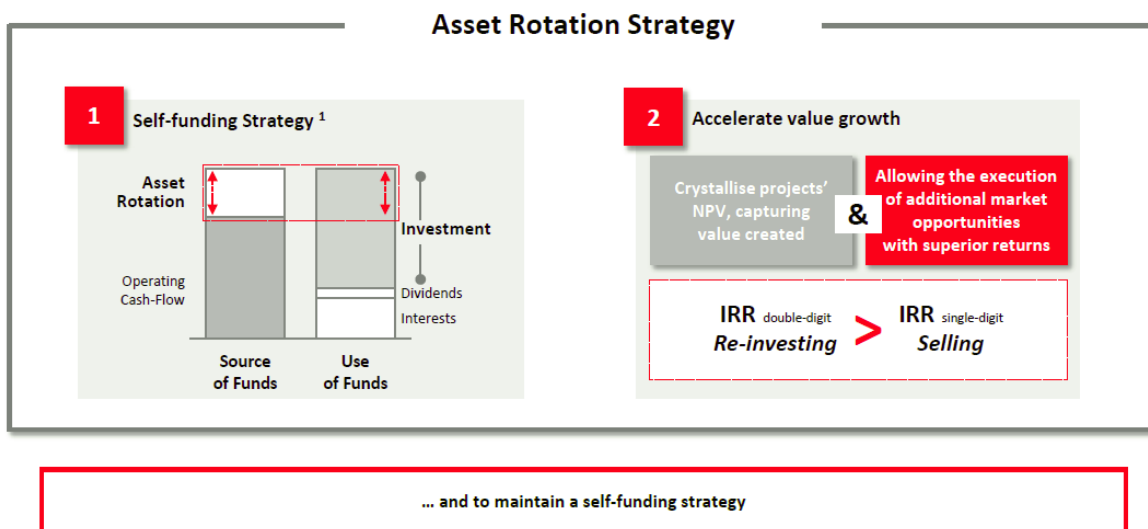 Asset Rotation Strategy
1
Self-funding Strategy 1
Asset
Rotation
Investment
Operating
Cash-Flow
Dividends
Interests
Source
of Funds
Use
of Funds
2
Accelerate value growth
Crystallise projects'
NPV, capturing
value created
&
Allowing the execution
of additional market
opportunities
with superior returns
IRR double-digit
Re-investing
>
IRR single-digit
Selling
... and to maintain a self-funding strategy